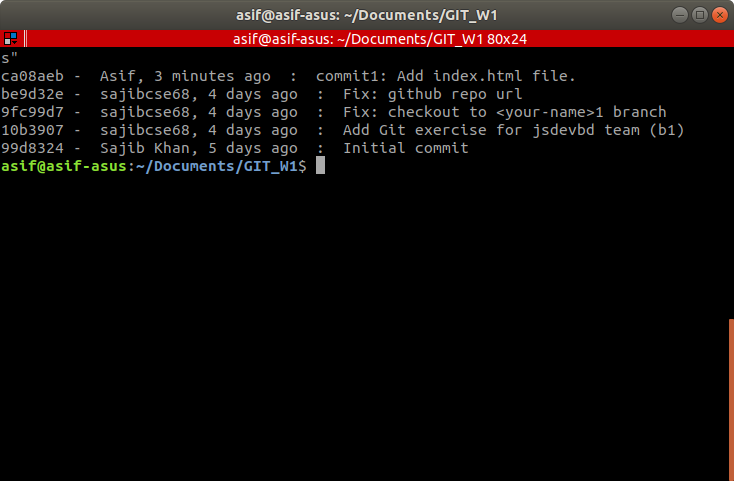 asif@asif-asus: ~/Documents/GIT_W1
asif@asif-asus: ~/Documents/GIT_W1 80x24
s"
ca08aeb -  Asif, 3 minutes ago  :  commit1: Add index.html file.
be9d32e -  sajibcse68, 4 days ago  :  Fix: github repo url
9fc99d7 -  sajibcse68, 4 days ago  :  Fix: checkout to <your-name>1 branch
10b3907 -  sajibcse68, 4 days ago  :  Add Git exercise for jsdevbd team (b1)
99d8324 -  Sajib Khan, 5 days ago  :  Initial commit
asif@asif-asus:~/Documents/GIT_W1$